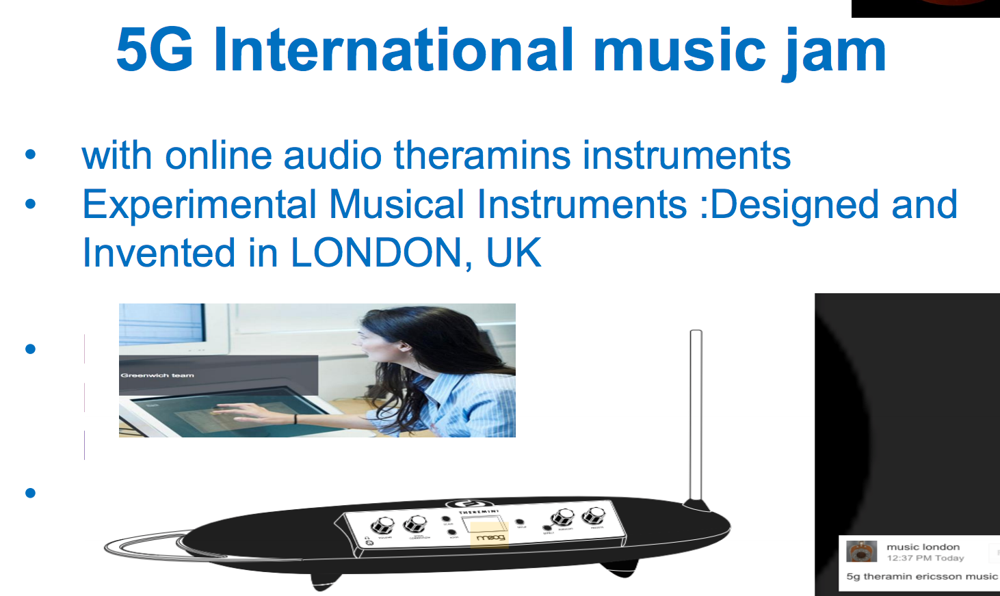 5G International music jam
• with online audio theramins instruments
• Experimental Musical Instruments :Designed and
Invented in LONDON, UK
•
Greenwich team
•
THEREMINI
moog
music london
12:37 PM Today
5g theramin ericsson music